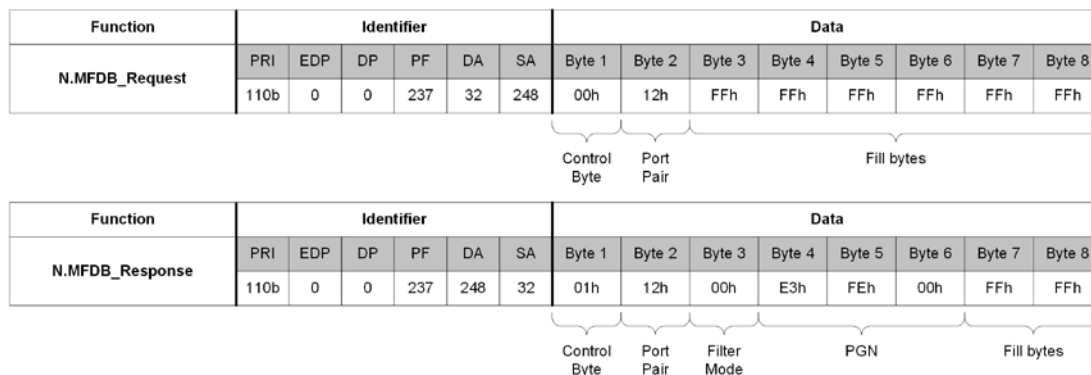 Function Identifier Data
N.MFDB_Request PRI EDP DP PF DA SA Byte 1 Byte 2 Byte 3 Byte 4 Byte 5 Byte 6 Byte 7 Byte 8
110b 0 0 237 32 248 00h 12h FFh FFh FFh FFh FFh FFh
Control Byte Port Pair Fill bytes
Function Identifier Data
N.MFDB_Response PRI EDP DP PF DA SA Byte 1 Byte 2 Byte 3 Byte 4 Byte 5 Byte 6 Byte 7 Byte 8
110b 0 0 237 248 32 01h 12h 00h E3h FEh 00h FFh FFh
Control Byte Port Pair Filter Mode PGN Fill bytes